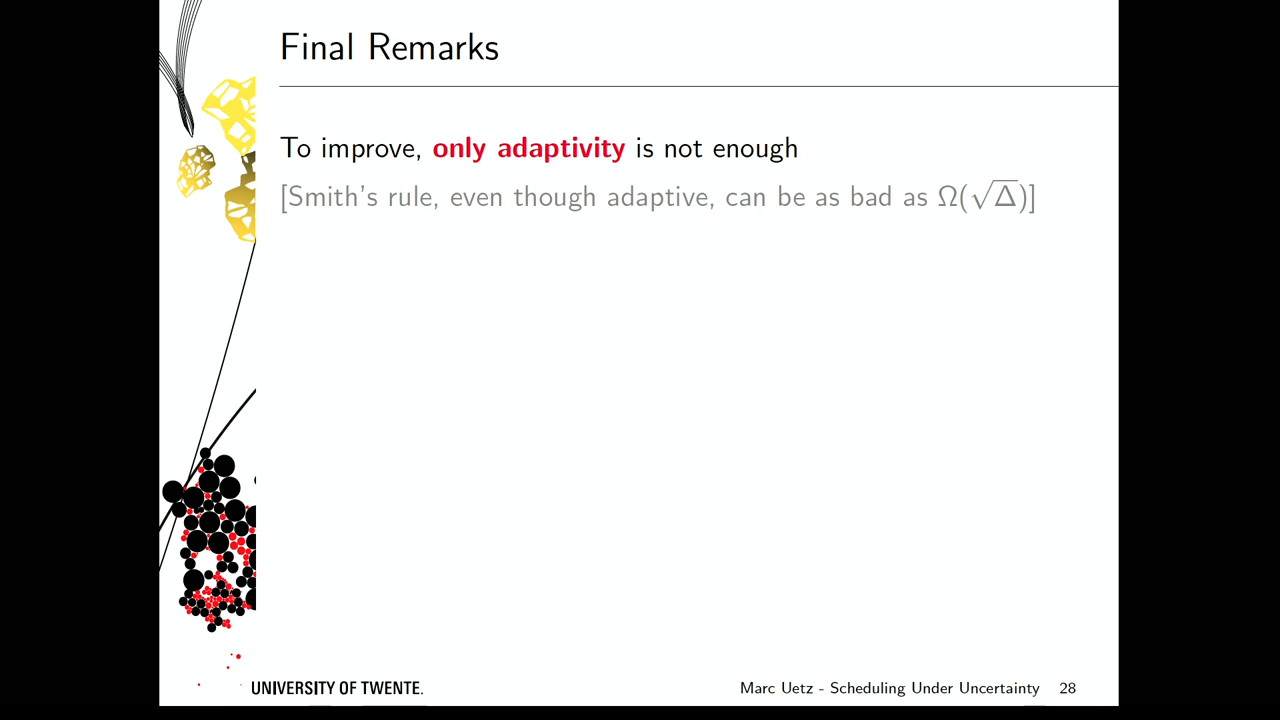 Final Remarks
To improve, only adaptivity is not enough
[Smith's rule, even though adaptive, can be as bad as Ω(√Δ)]
UNIVERSITY OF TWENTE.
Marc Uetz - Scheduling Under Uncertainty 28